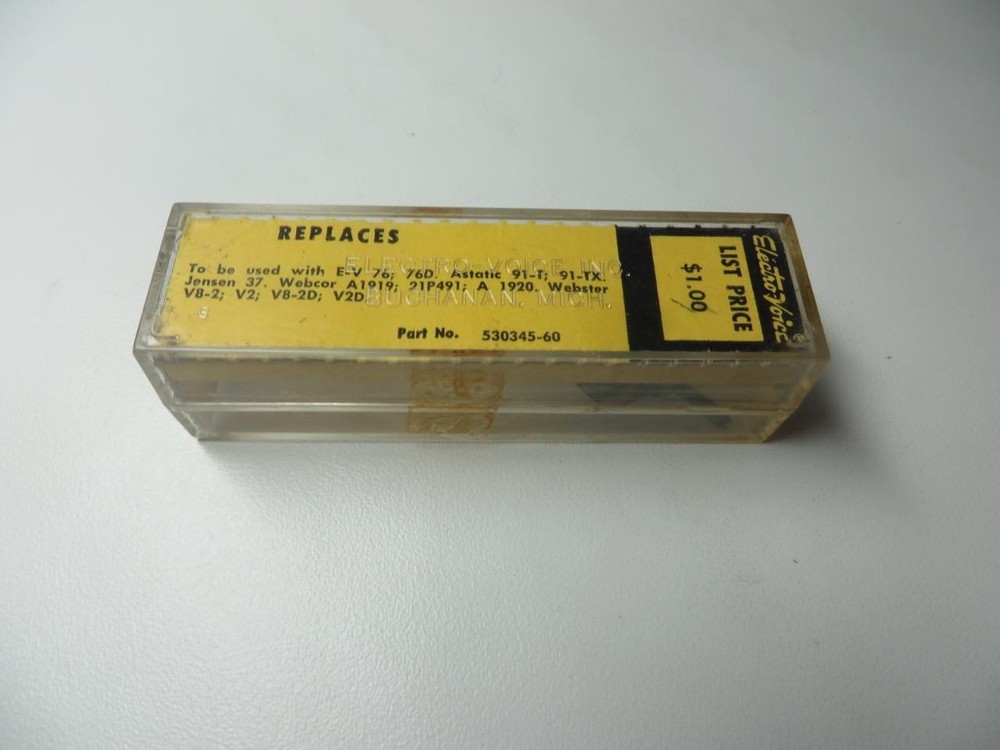 REPLACES
To be used with E-V 76; 76D. Astatic 91-T; 91-TX.
Jensen 37. Webcor A1919; 21P491; A 1920. Webster
V8-2; V2; V8-2D; V2D
Part No. 530345-60
ELECTRO-VOICE INC.
BUCHANAN, MICH.
Electro-Voice®
LIST PRICE
$1.00